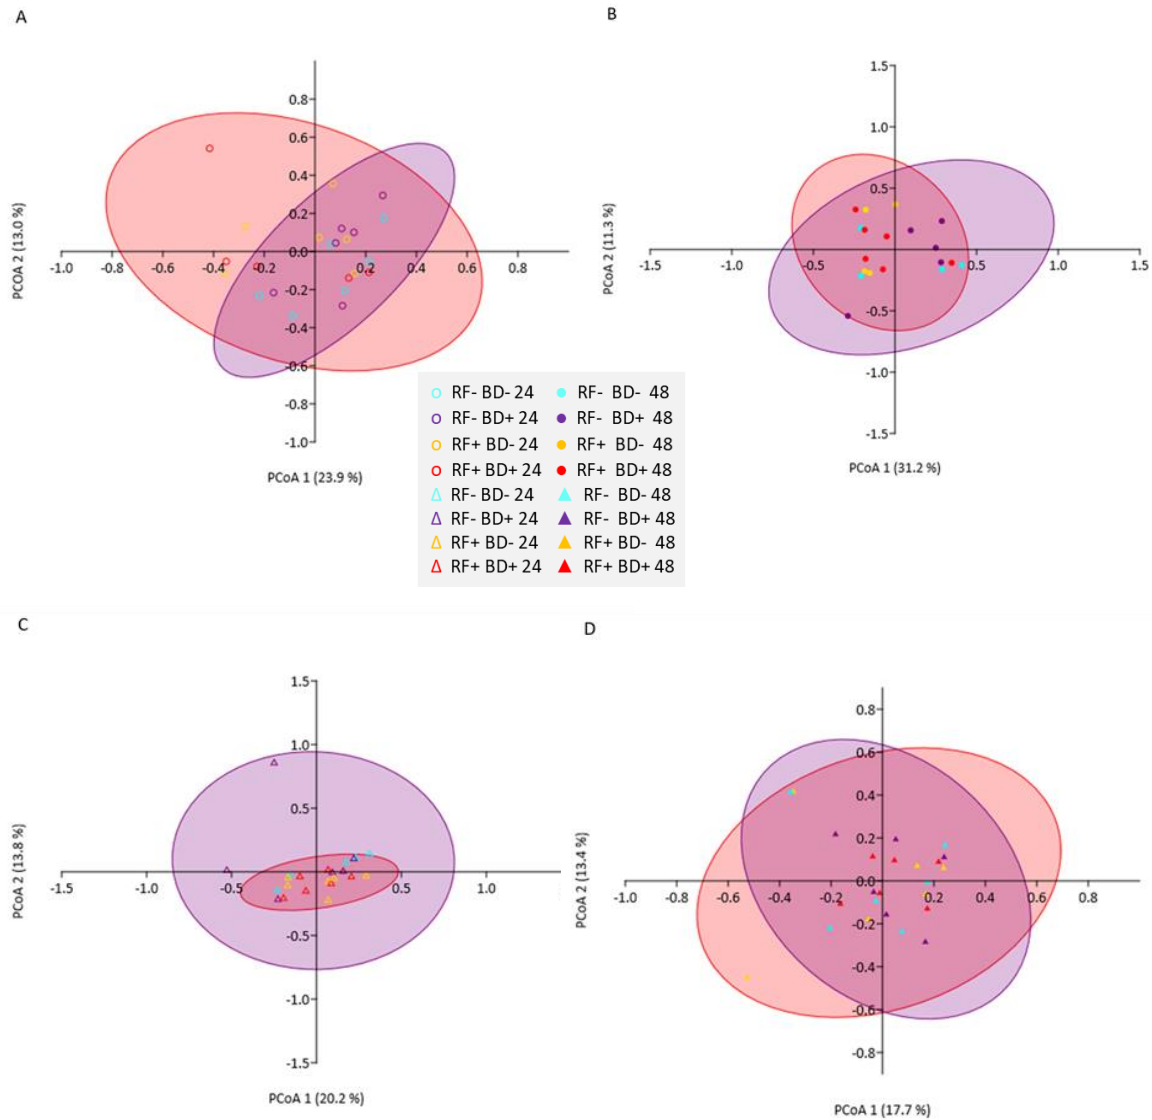 A
0.8
0.6
0.4
0.2
0.0
-1.0 -0.8 -0.6 -0.4 -0.2 0.2 0.4 0.6 0.8
-0.2
-0.4
-0.6
-0.8
-1.0
PCOA 2 (13.0 %)
PCoA 1 (23.9 %)
B
1.5
1.0
0.5
-1.5 -1.0 -0.5 0.5 1.0 1.5
-0.5
-1.0
-1.5
PCOA 2 (11.3 %)
PCoA 1 (31.2 %)
RF- BD- 24 RF- BD- 48
RF- BD+ 24 RF- BD+ 48
RF+ BD- 24 RF+ BD- 48
RF+ BD+ 24 RF+ BD+ 48
RF- BD- 24 RF- BD- 48
RF- BD+ 24 RF- BD+ 48
RF+ BD- 24 RF+ BD- 48
RF+ BD+ 24 RF+ BD+ 48
C
1.5
1.0
0.5
-1.5 -1.0 -0.5 0.5 1.0
-0.5
-1.0
-1.5
PCOA 2 (13.8 %)
PCoA 1 (20.2 %)
D
0.8
0.6
0.4
0.2
0.0
-1.0 -0.8 -0.6 -0.4 -0.2 0.2 0.4 0.6 0.8
-0.2
-0.4
-0.6
-0.8
PCOA 2 (13.4 %)
PCoA 1 (17.7 %)